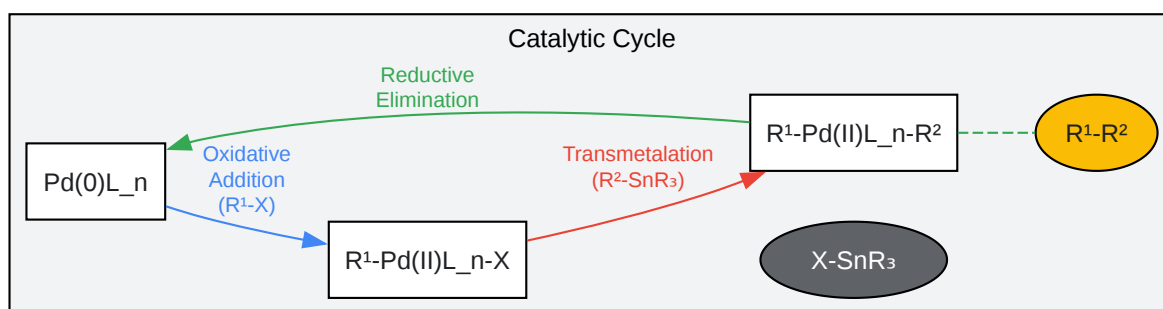 Catalytic Cycle
Reductive
Elimination
R¹-Pd(II)L_n-R²
R¹-R²
Pd(0)L_n
Oxidative
Addition
(R¹-X)
Transmetalation
(R²-SnR₃)
R¹-Pd(II)L_n-X
X-SnR₃